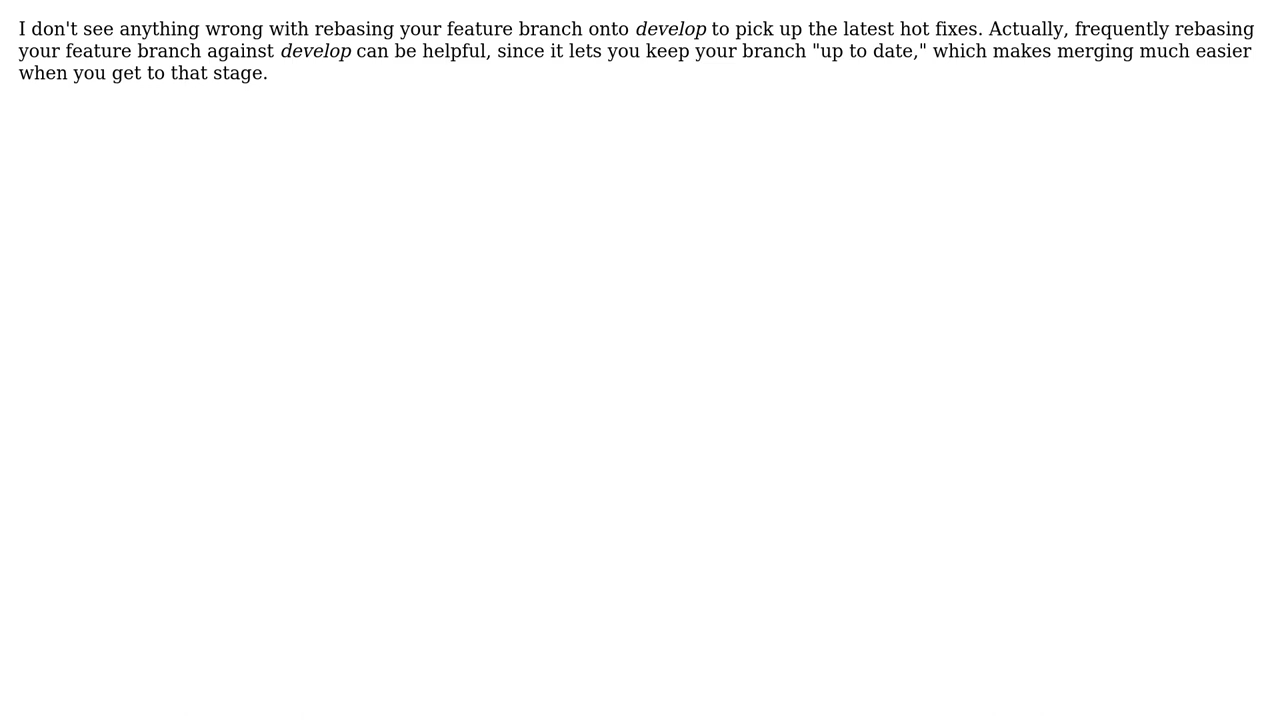 I don't see anything wrong with rebasing your feature branch onto develop to pick up the latest hot fixes. Actually, frequently rebasing
your feature branch against develop can be helpful, since it lets you keep your branch "up to date," which makes merging much easier
when you get to that stage.